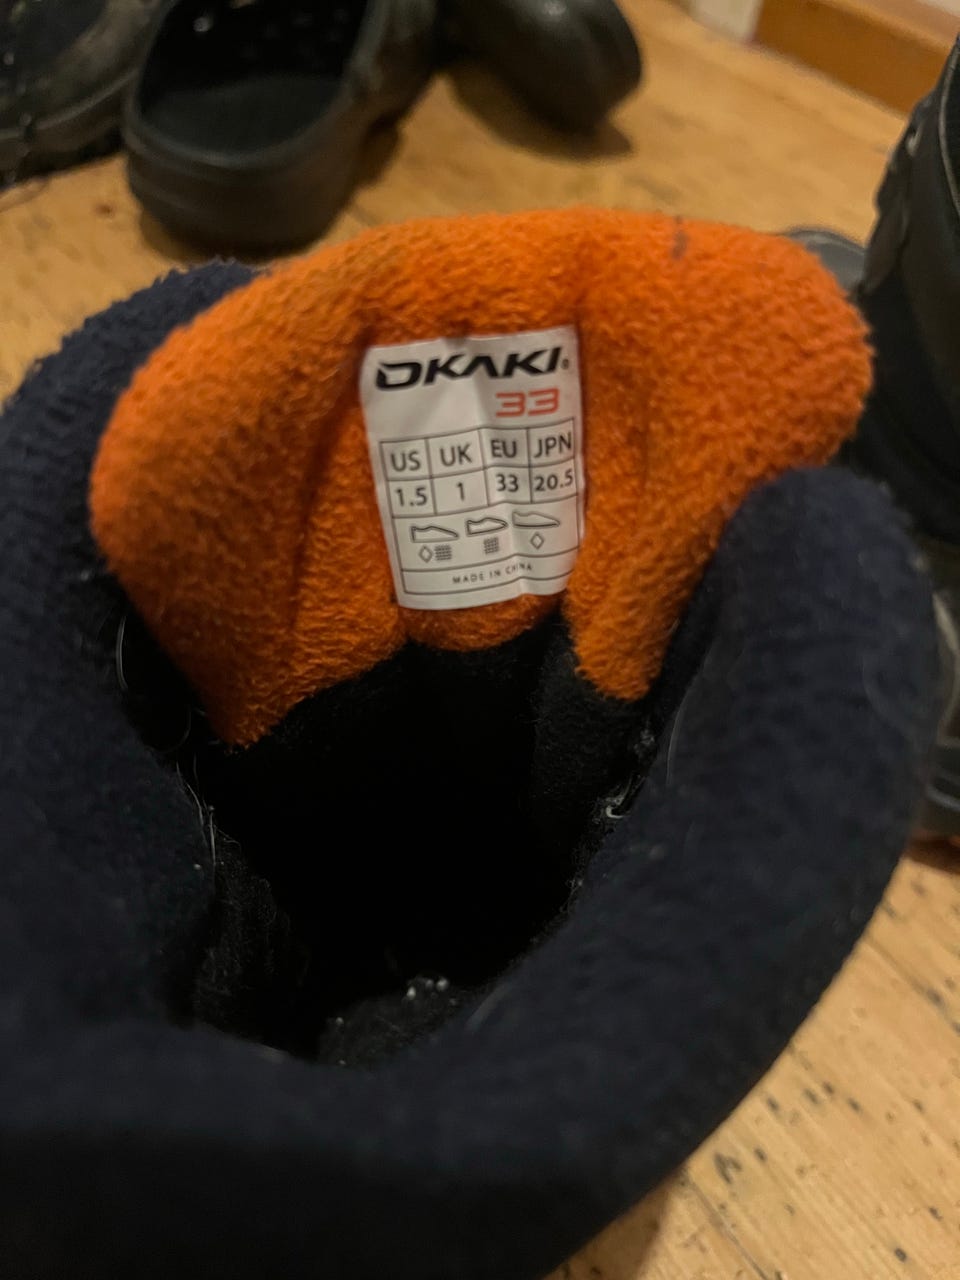 DKAKI®
33
US UK EU JPN
1.5 1 33 20.5
MADE IN CHINA